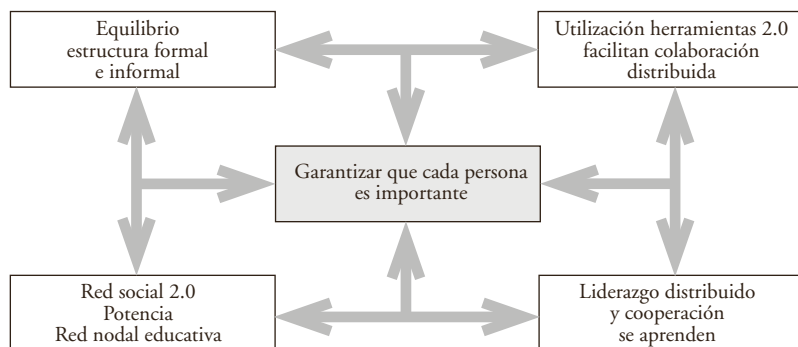 Equilibrio
estructura formal
e informal
Utilización herramientas 2.0
facilitan colaboración
distribuida
Garantizar que cada persona
es importante
Red social 2.0
Potencia
Red nodal educativa
Liderazgo distribuido
y cooperación
se aprenden